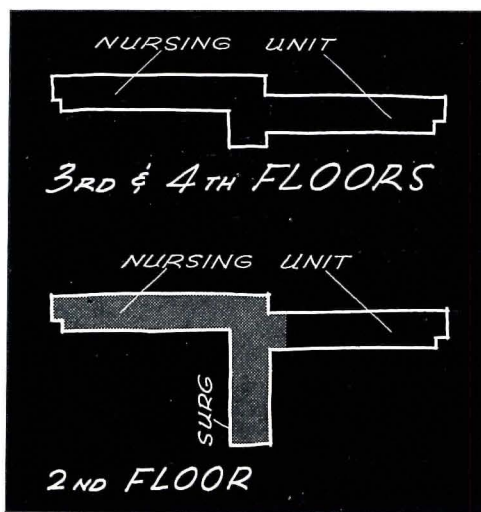 NURSING UNIT
3RD & 4TH FLOORS
NURSING UNIT
SURG
2ND FLOOR